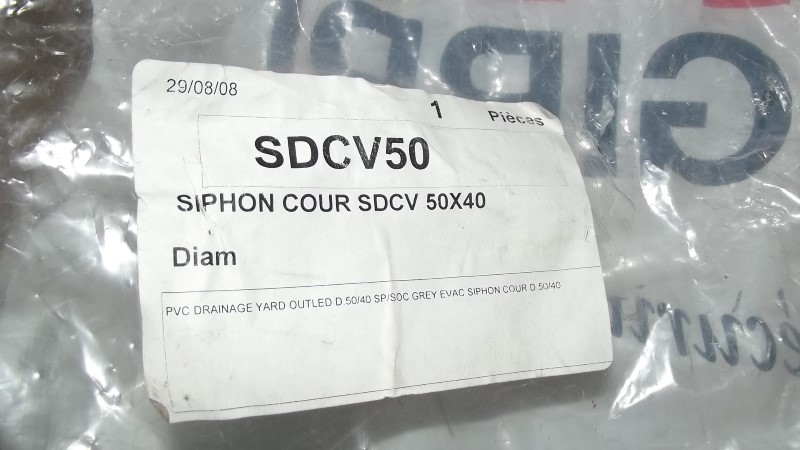 29/08/08
1 Pièces
SDCV50
SIPHON COUR SDCV 50X40
Diam
PVC DRAINAGE YARD OUTLED D.50/40 SP/SOC GREY EVAC SIPHON COUR D.50/40